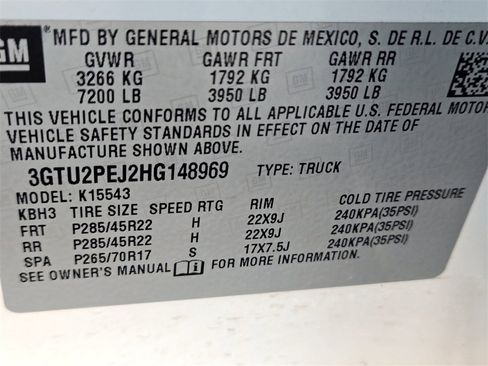 GM MFD BY GENERAL MOTORS DE MEXICO, S. DE R.L. DE C.V.
GVWR GAWR FRT GAWR RR
3266 KG 1792 KG 1792 KG
7200 LB 3950 LB 3950 LB
THIS VEHICLE CONFORMS TO ALL APPLICABLE U.S. FEDERAL MOTOR
VEHICLE SAFETY STANDARDS IN EFFECT ON THE DATE OF
MANUFACTURE SHOWN ABOVE.
3GTU2PEJ2HG148969 TYPE: TRUCK
MODEL: K15543
KBH3 TIRE SIZE SPEED RTG RIM COLD TIRE PRESSURE
FRT P285/45R22 H 22X9J 240KPA(35PSI)
RR P285/45R22 H 22X9J 240KPA(35PSI)
SPA P265/70R17 S 17X7.5J 240KPA(35PSI)
SEE OWNER'S MANUAL FOR MORE INFORMATION.